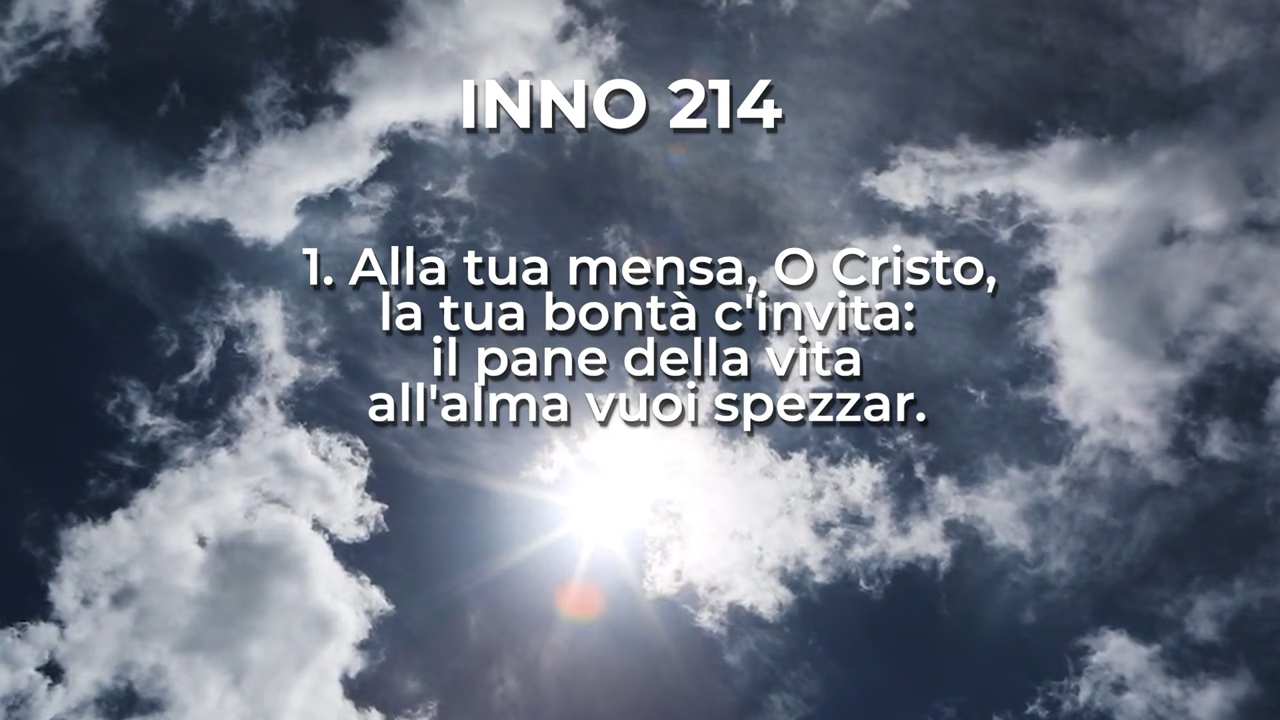 INNO 214
1. Alla tua mensa, O Cristo,
la tua bontà c'invita:
il pane della vita
all'alma vuoi spezzar.